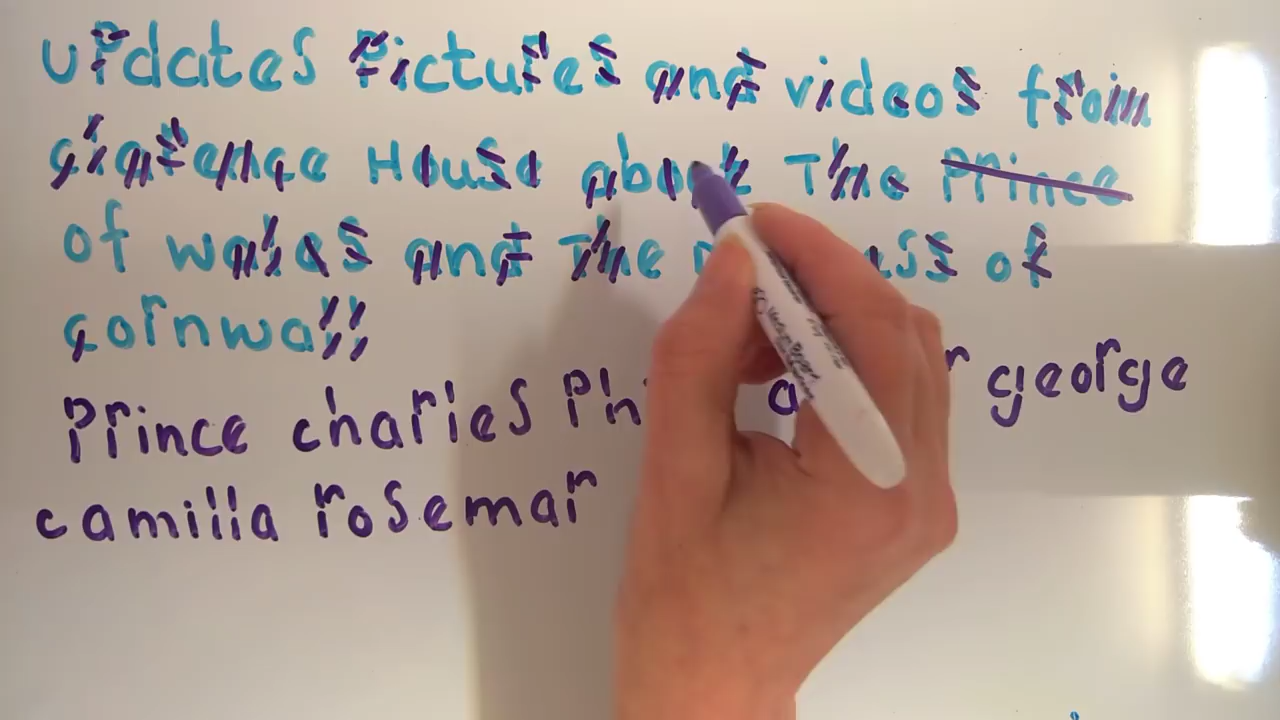 updates Pictures and videos from
clarence House about The Prince
of wales and The of
cornwall
Prince charles george
camilla rosemar